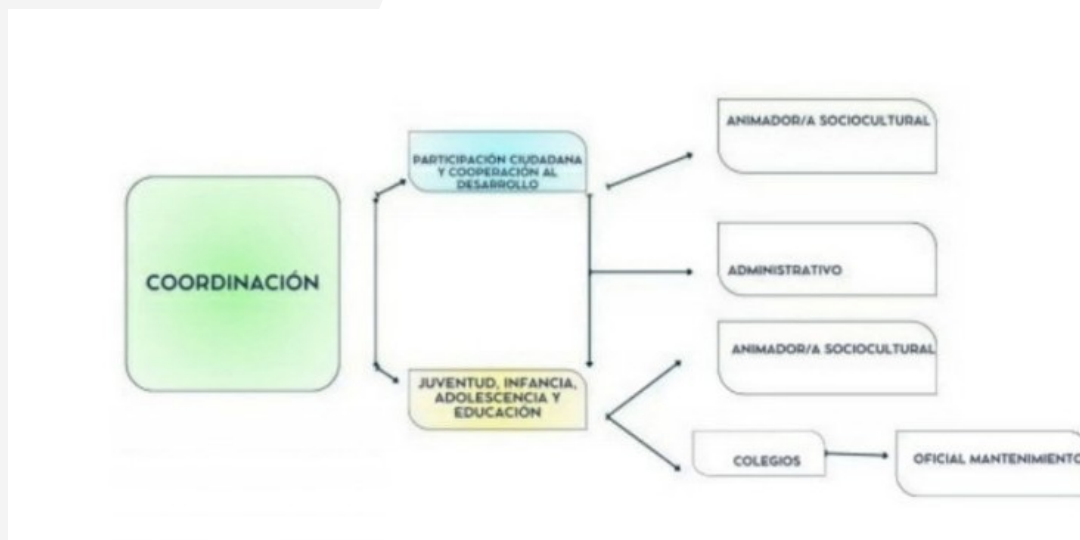 COORDINACIÓN
PARTICIPACIÓN CIUDADANA
Y COOPERACIÓN AL
DESARROLLO
JUVENTUD, INFANCIA,
ADOLESCENCIA Y
EDUCACIÓN
ANIMADOR/A SOCIOCULTURAL
ADMINISTRATIVO
ANIMADOR/A SOCIOCULTURAL
COLEGIOS
OFICIAL MANTENIMIENTO